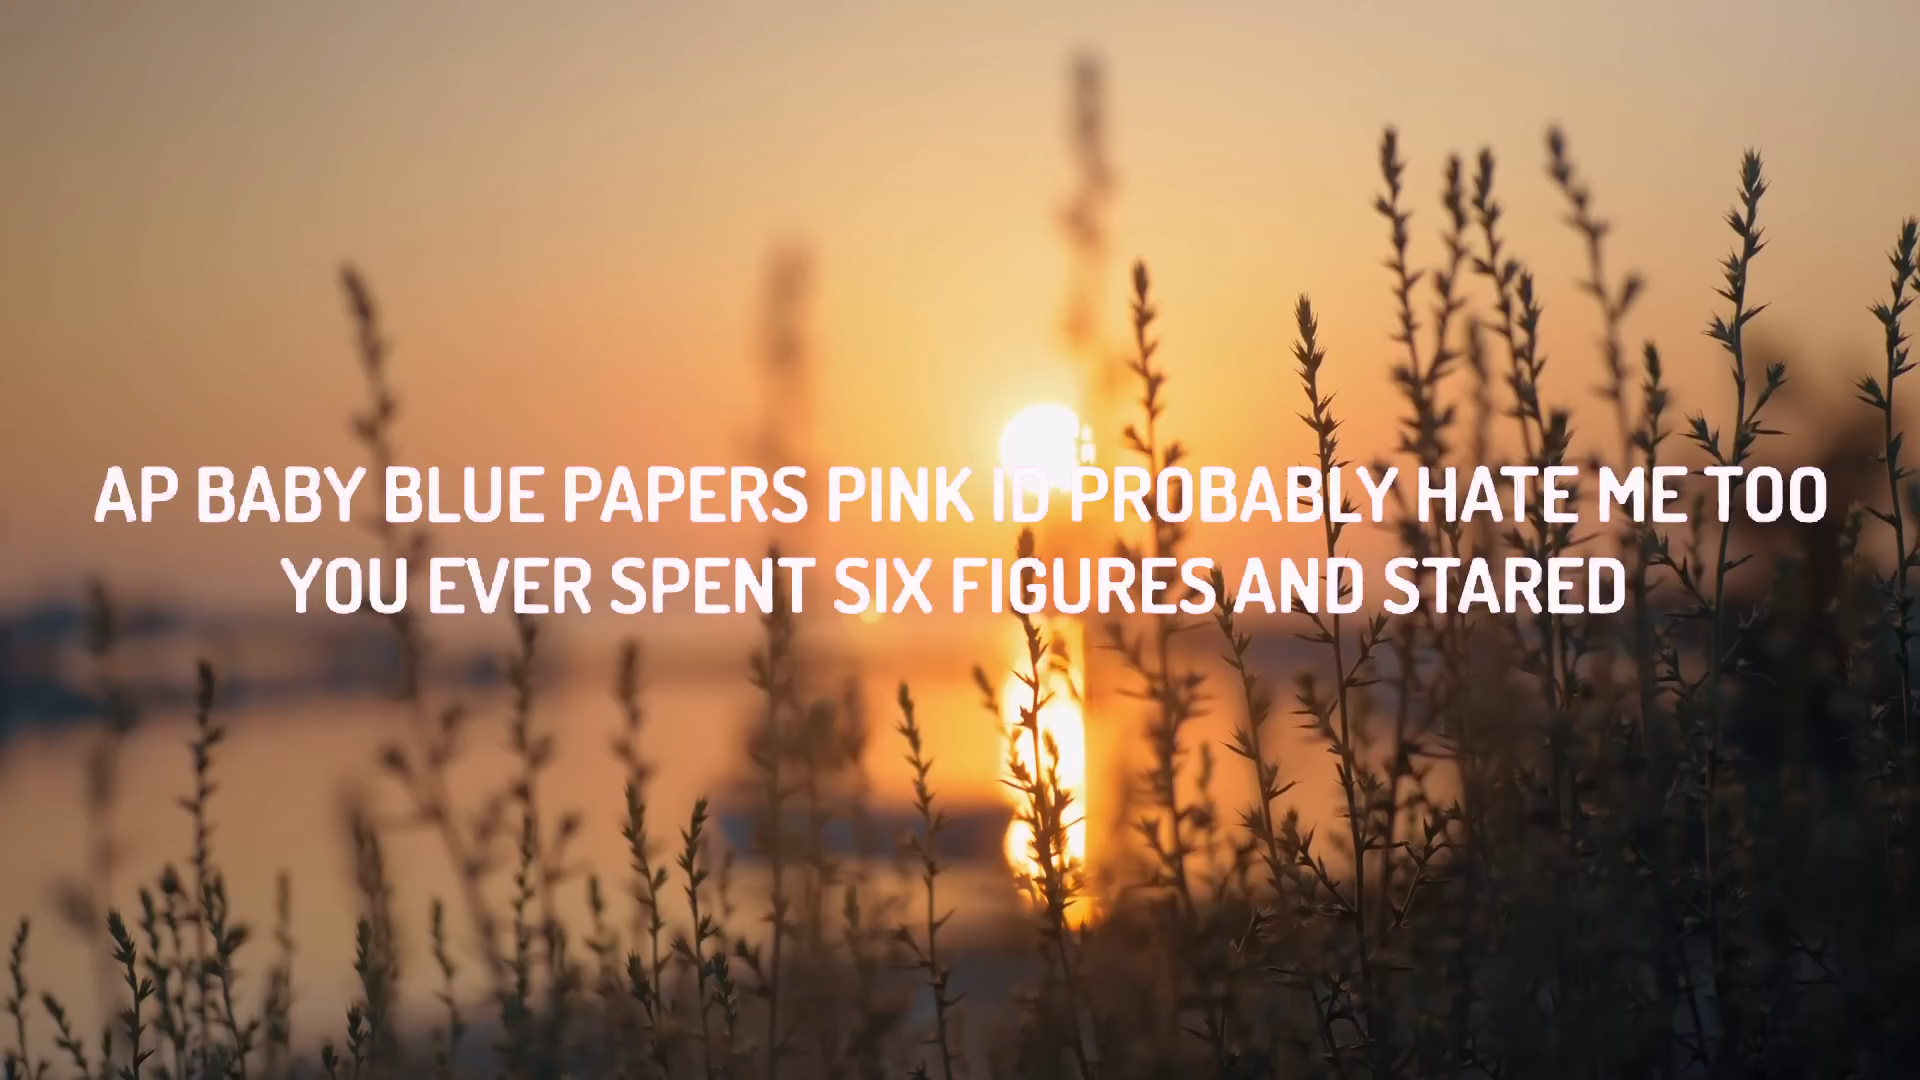 AP BABY BLUE PAPERS PINK ID PROBABLY HATE ME TOO
YOU EVER SPENT SIX FIGURES AND STARED